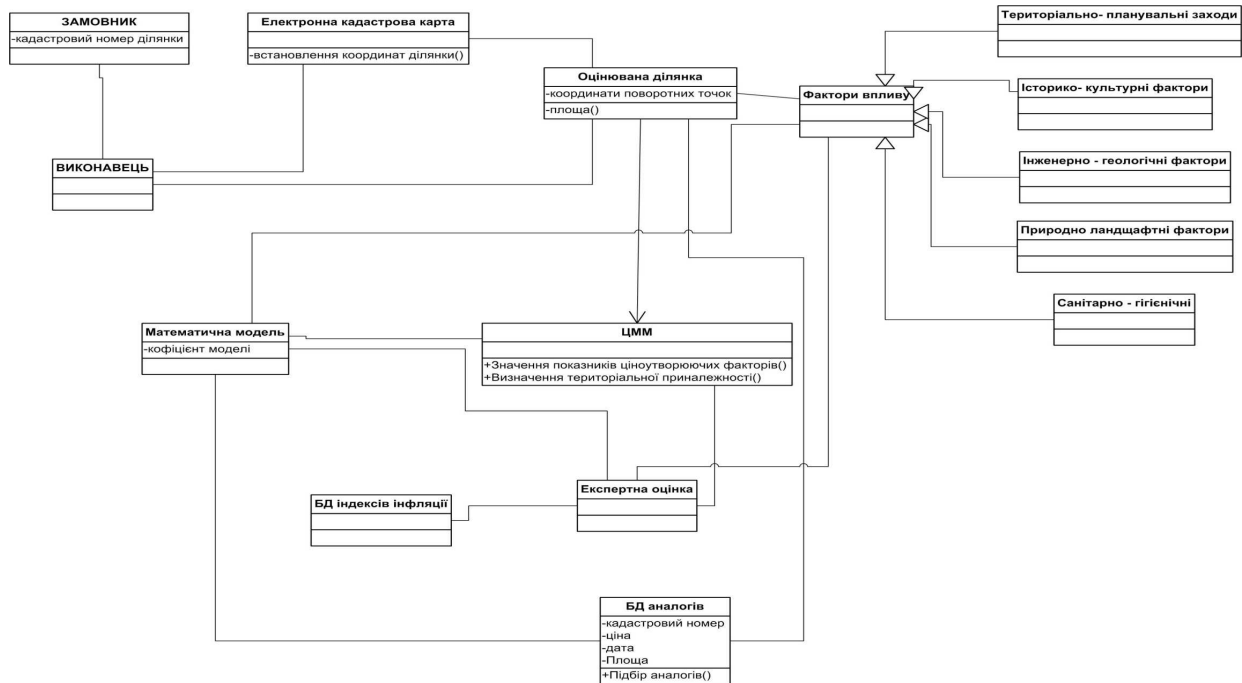 ЗАМОВНИК
-кадастровий номер ділянки
Електронна кадастрова карта
-встановлення координат ділянки()
Оцінювана ділянка
-координати поворотних точок
-площа()
Фактори впливу
Територіально- планувальні заходи
Історико- культурні фактори
Інженерно - геологічні фактори
Природно ландщафтні фактори
Санітарно - гігієнічні
ВИКОНАВЕЦЬ
Математична модель
-кофіцієнт моделі
ЦММ
+Значення показників ціноутворюючих факторів()
+Визначення територіальної приналежності()
Експертна оцінка
БД індексів інфляції
БД аналогів
-кадастровий номер
-ціна
-дата
-Площа
+Підбір аналогів()